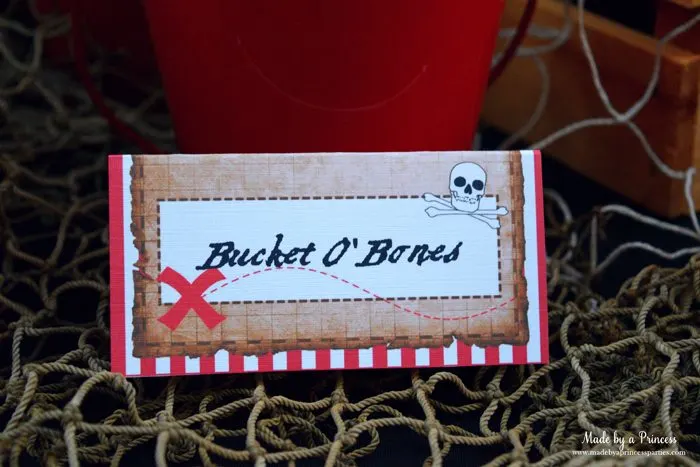 Bucket O' Bones
Made by a Princess
www.madebyaprincessparties.com